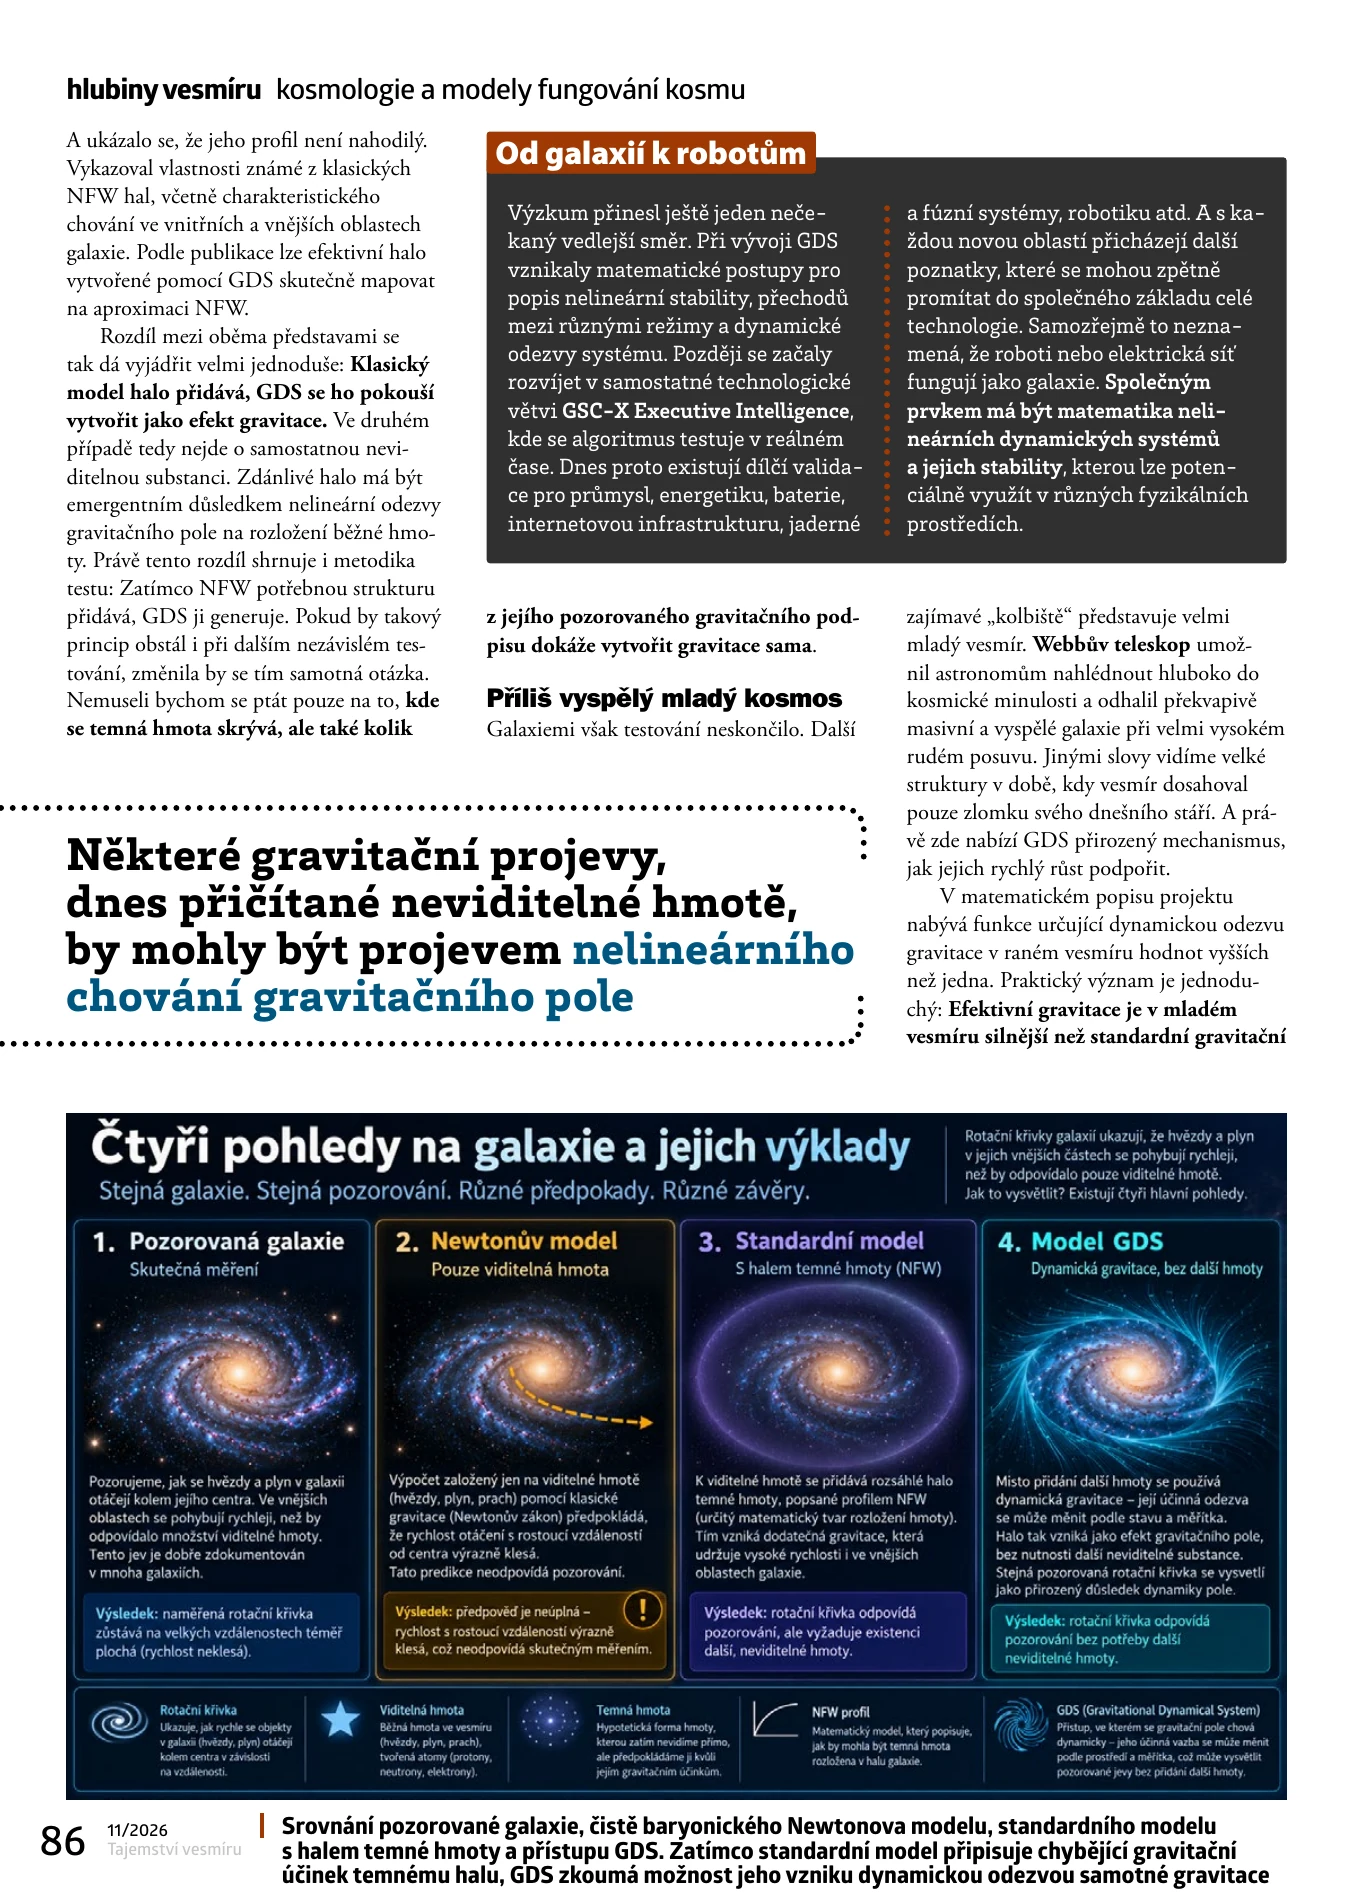 hlubiny vesmíru kosmologie a modely fungování kosmu
A ukázalo se, že jeho profil není nahodilý.
Vykazoval vlastnosti známé z klasických
NFW hal, včetně charakteristického
chování ve vnitřních a vnějších oblastech
galaxie. Podle publikace lze efektivní halo
vytvořené pomocí GDS skutečně mapovat
na aproximaci NFW.
Rozdíl mezi oběma představami se
tak dá vyjádřit velmi jednoduše: Klasický
model halo přidává, GDS se ho pokouší
vytvořit jako efekt gravitace. Ve druhém
případě tedy nejde o samostatnou nevi-
ditelnou substanci. Zdánlivé halo má být
emergentním důsledkem nelineární odezvy
gravitačního pole na rozložení běžné hmo-
ty. Právě tento rozdíl shrnuje i metodika
testu: Zatímco NFW potřebnou strukturu
přidává, GDS ji generuje. Pokud by takový
princip obstál i při dalším nezávislém tes-
tování, změnila by se tím samotná otázka.
Nemuseli bychom se ptát pouze na to, kde
se temná hmota skrývá, ale také kolik
Od galaxií k robotům
Výzkum přinesl ještě jeden neče-
kaný vedlejší směr. Při vývoji GDS
vznikaly matematické postupy pro
popis nelineární stability, přechodů
mezi různými režimy a dynamické
odezvy systému. Později se začaly
rozvíjet v samostatné technologické
větvi GSC-X Executive Intelligence,
kde se algoritmus testuje v reálném
čase. Dnes proto existují dílčí valida-
ce pro průmysl, energetiku, baterie,
internetovou infrastrukturu, jaderné
a fúzní systémy, robotiku atd. A s ka-
ždou novou oblastí přicházejí další
poznatky, které se mohou zpětně
promítat do společného základu celé
technologie. Samozřejmě to nezna-
mená, že roboti nebo elektrická síť
fungují jako galaxie. Společným
prvkem má být matematika neli-
neárních dynamických systémů
a jejich stability, kterou lze poten-
ciálně využít v různých fyzikálních
prostředích.
z jejího pozorovaného gravitačního pod-
pisu dokáže vytvořit gravitace sama.
Příliš vyspělý mladý kosmos
Galaxiemi však testování neskončilo. Další
zajímavé „kolbiště“ představuje velmi
mladý vesmír. Webbův teleskop umož-
nil astronomům nahlédnout hluboko do
kosmické minulosti a odhalil překvapivě
masivní a vyspělé galaxie při velmi vysokém
rudém posuvu. Jinými slovy vidíme velké
struktury v době, kdy vesmír dosahoval
pouze zlomku svého dnešního stáří. A prá-
vě zde nabízí GDS přirozený mechanismus,
jak jejich rychlý růst podpořit.
V matematickém popisu projektu
nabývá funkce určující dynamickou odezvu
gravitace v raném vesmíru hodnot vyšších
než jedna. Praktický význam je jednodu-
chý: Efektivní gravitace je v mladém
vesmíru silnější než standardní gravitační
Některé gravitační projevy,
dnes přičítané neviditelné hmotě,
by mohly být projevem nelineárního
chování gravitačního pole
Čtyři pohledy na galaxie a jejich výklady
Stejná galaxie. Stejná pozorování. Různé předpokady. Různé závěry.
Rotační křivky galaxií ukazují, že hvězdy a plyn
v jejich vnějších částech se pohybují rychleji,
než by odpovídalo pouze viditelné hmotě.
Jak to vysvětlit? Existují čtyři hlavní pohledy.
1. Pozorovaná galaxie
Skutečná měření
Pozorujeme, jak se hvězdy a plyn v galaxii
otáčejí kolem jejího centra. Ve vnějších
oblastech se pohybují rychleji, než by
odpovídalo množství viditelné hmoty.
Tento jev je dobře zdokumentován
v mnoha galaxiích.
Výsledek: naměřená rotační křivka
zůstává na velkých vzdálenostech téměř
plochá (rychlost neklesá).
2. Newtonův model
Pouze viditelná hmota
Výpočet založený jen na viditelné hmotě
(hvězdy, plyn, prach) pomocí klasické
gravitace (Newtonův zákon) předpokládá,
že rychlost otáčení s rostoucí vzdáleností
od centra výrazně klesá.
Tato predikce neodpovídá pozorování.
Výsledek: předpověď je neúplná –
rychlost s rostoucí vzdáleností výrazně
klesá, což neodpovídá skutečným měřením.
!
3. Standardní model
S halem temné hmoty (NFW)
K viditelné hmotě se přidává rozsáhlé halo
temné hmoty, popsané profilem NFW
(určitý matematický tvar rozložení hmoty).
Tím vzniká dodatečná gravitace, která
udržuje vysoké rychlosti i ve vnějších
oblastech galaxie.
Výsledek: rotační křivka odpovídá
pozorování, ale vyžaduje existenci
další, neviditelné hmoty.
4. Model GDS
Dynamická gravitace, bez další hmoty
Misto přidání další hmoty se používá
dynamická gravitace – její účinná odezva
se může měnit podle stavu a měřítka.
Halo tak vzniká jako efekt gravitačního pole,
bez nutnosti další neviditelné substance.
Stejná pozorovaná rotační křivka se vysvetlí
jako přirozený důsledek dynamiky pole.
Výsledek: rotační křivka odpovídá
pozorování bez potřeby další
neviditelné hmoty.
Rotační křivka
Ukazuje, jak rychle se objekty
v galaxii (hvězdy, plyn) otáčejí
kolem centra v závislosti
na vzdálenosti.
Viditelná hmota
Běžná hmota ve vesmíru
(hvězdy, plyn, prach),
tvořená atomy (protony,
neutrony, elektrony).
Temná hmota
Hypotetická forma hmoty,
kterou zatím nevidíme přímo,
ale předpokládáme ji kvůli
jejím gravitačním účinkům.
NFW profil
Matematický model, který popisuje,
jak by mohla být temná hmota
rozložena v halu galaxie.
GDS (Gravitational Dynamical System)
Přístup, ve kterém se gravitační pole chová
dynamicky – jeho účinná vazba se může měnit
podle prostředí a měřítka, což může vysvětlit
pozorované jevy bez přidání další hmoty.
86
11/2026
Tajemství vesmíru
Srovnání pozorované galaxie, čistě baryonického Newtonova modelu, standardního modelu
s halem temné hmoty a přístupu GDS. Zatímco standardní model připisuje chybějící gravitační
účinek temnému halu, GDS zkoumá možnost jeho vzniku dynamickou odezvou samotné gravitace